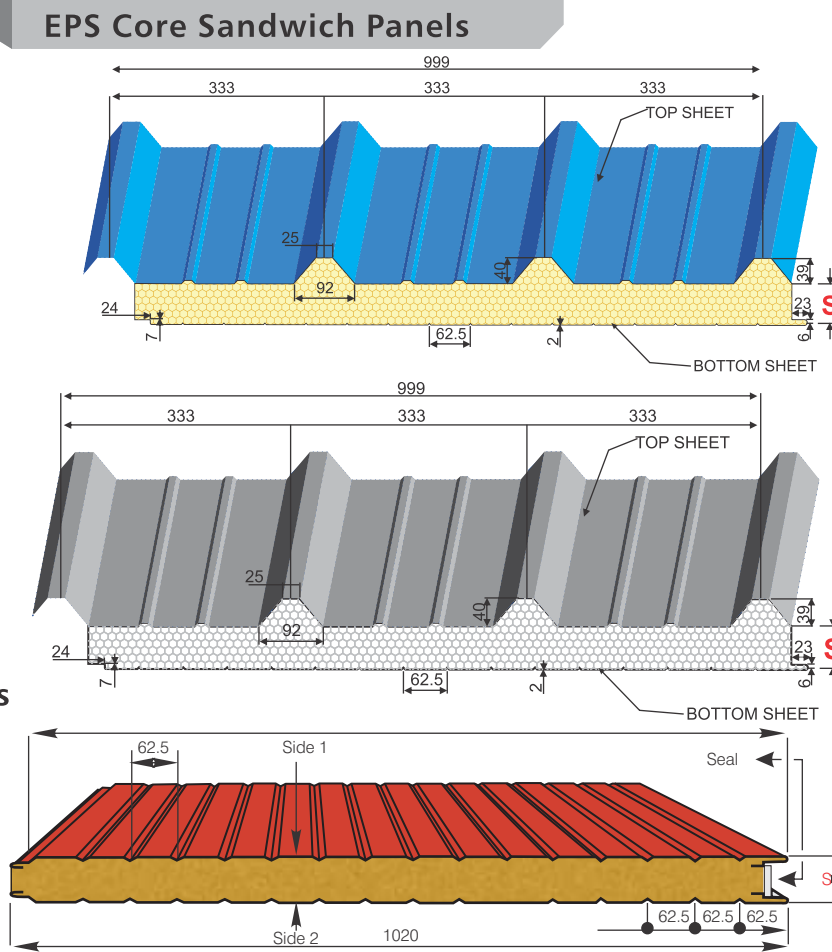 EPS Core Sandwich Panels
999
333 333 333
TOP SHEET
25
40
39
92
24
23
S
7
62.5
2
6
BOTTOM SHEET
999
333 333 333
TOP SHEET
25
40
39
92
24
23
S
7
62.5
2
6
BOTTOM SHEET
s
62.5
Side 1
Seal
S
62.5 62.5 62.5
Side 2
1020